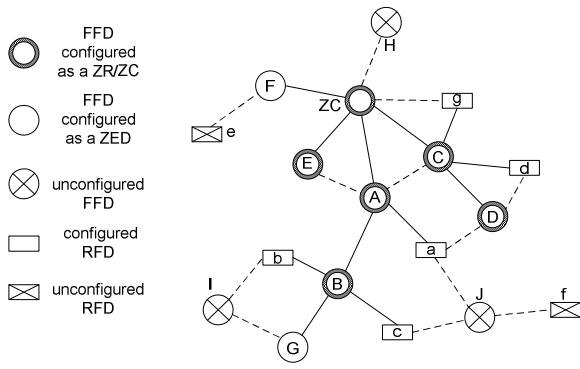 FFD
configured
as a ZR/ZC
FFD
configured
as a ZED
unconfigured
FFD
configured
RFD
unconfigured
RFD
H
F
ZC
g
e
E
C
d
A
D
a
b
I
B
J
f
c
G